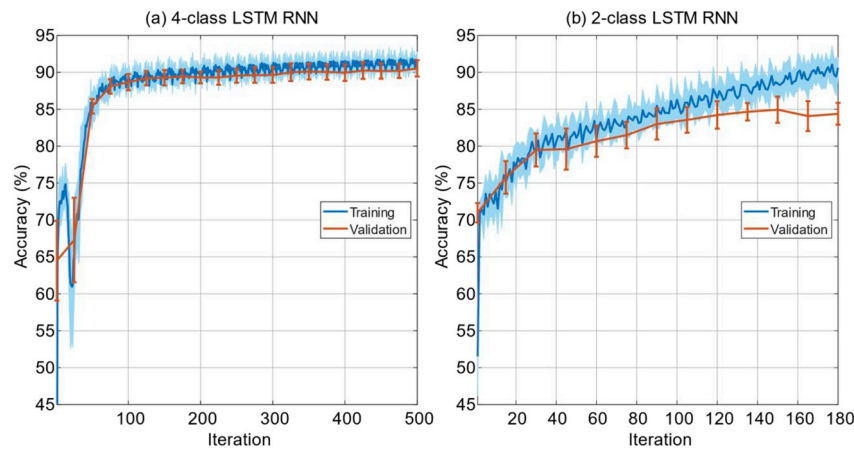 (a) 4-class LSTM RNN
95
90
85
80
75
70
65
60
55
50
45
Accuracy (%)
Training
Validation
100 200 300 400 500
Iteration
(b) 2-class LSTM RNN
95
90
85
80
75
70
65
60
55
50
45
Accuracy (%)
Training
Validation
20 40 60 80 100 120 140 160 180
Iteration